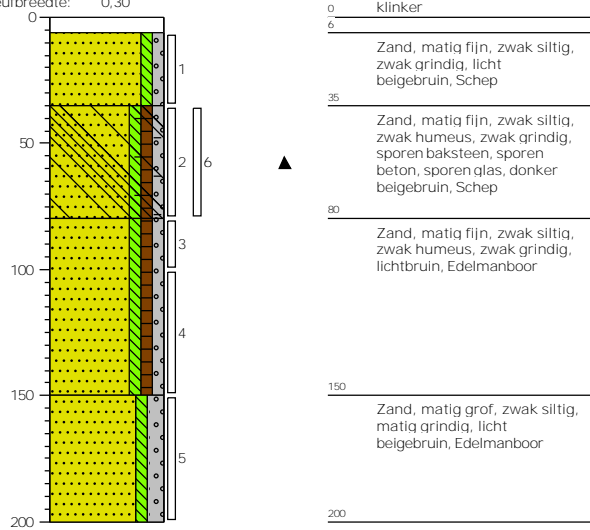 0,30
0
50
100
150
200
1
2
6
3
4
5
0
klinker
6
Zand, matig fijn, zwak siltig,
zwak grindig, licht
beigebruin, Schep
35
Zand, matig fijn, zwak siltig,
zwak humeus, zwak grindig,
sporen baksteen, sporen
beton, sporen glas, donker
beigebruin, Schep
80
Zand, matig fijn, zwak siltig,
zwak humeus, zwak grindig,
lichtbruin, Edelmanboor
150
Zand, matig grof, zwak siltig,
matig grindig, licht
beigebruin, Edelmanboor
200